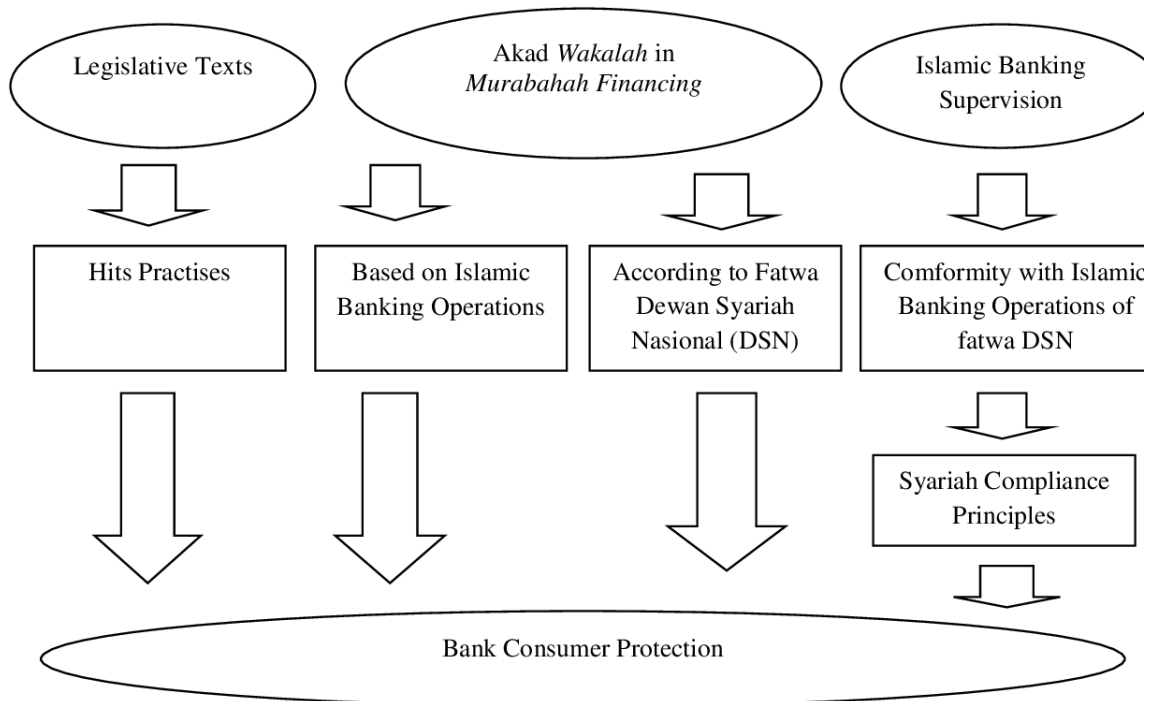 Legislative Texts
Akad Wakalah in
Murabahah Financing
Islamic Banking
Supervision
Hits Practises
Based on Islamic
Banking Operations
According to Fatwa
Dewan Syariah
Nasional (DSN)
Comformity with Islamic
Banking Operations of
fatwa DSN
Syariah Compliance
Principles
Bank Consumer Protection